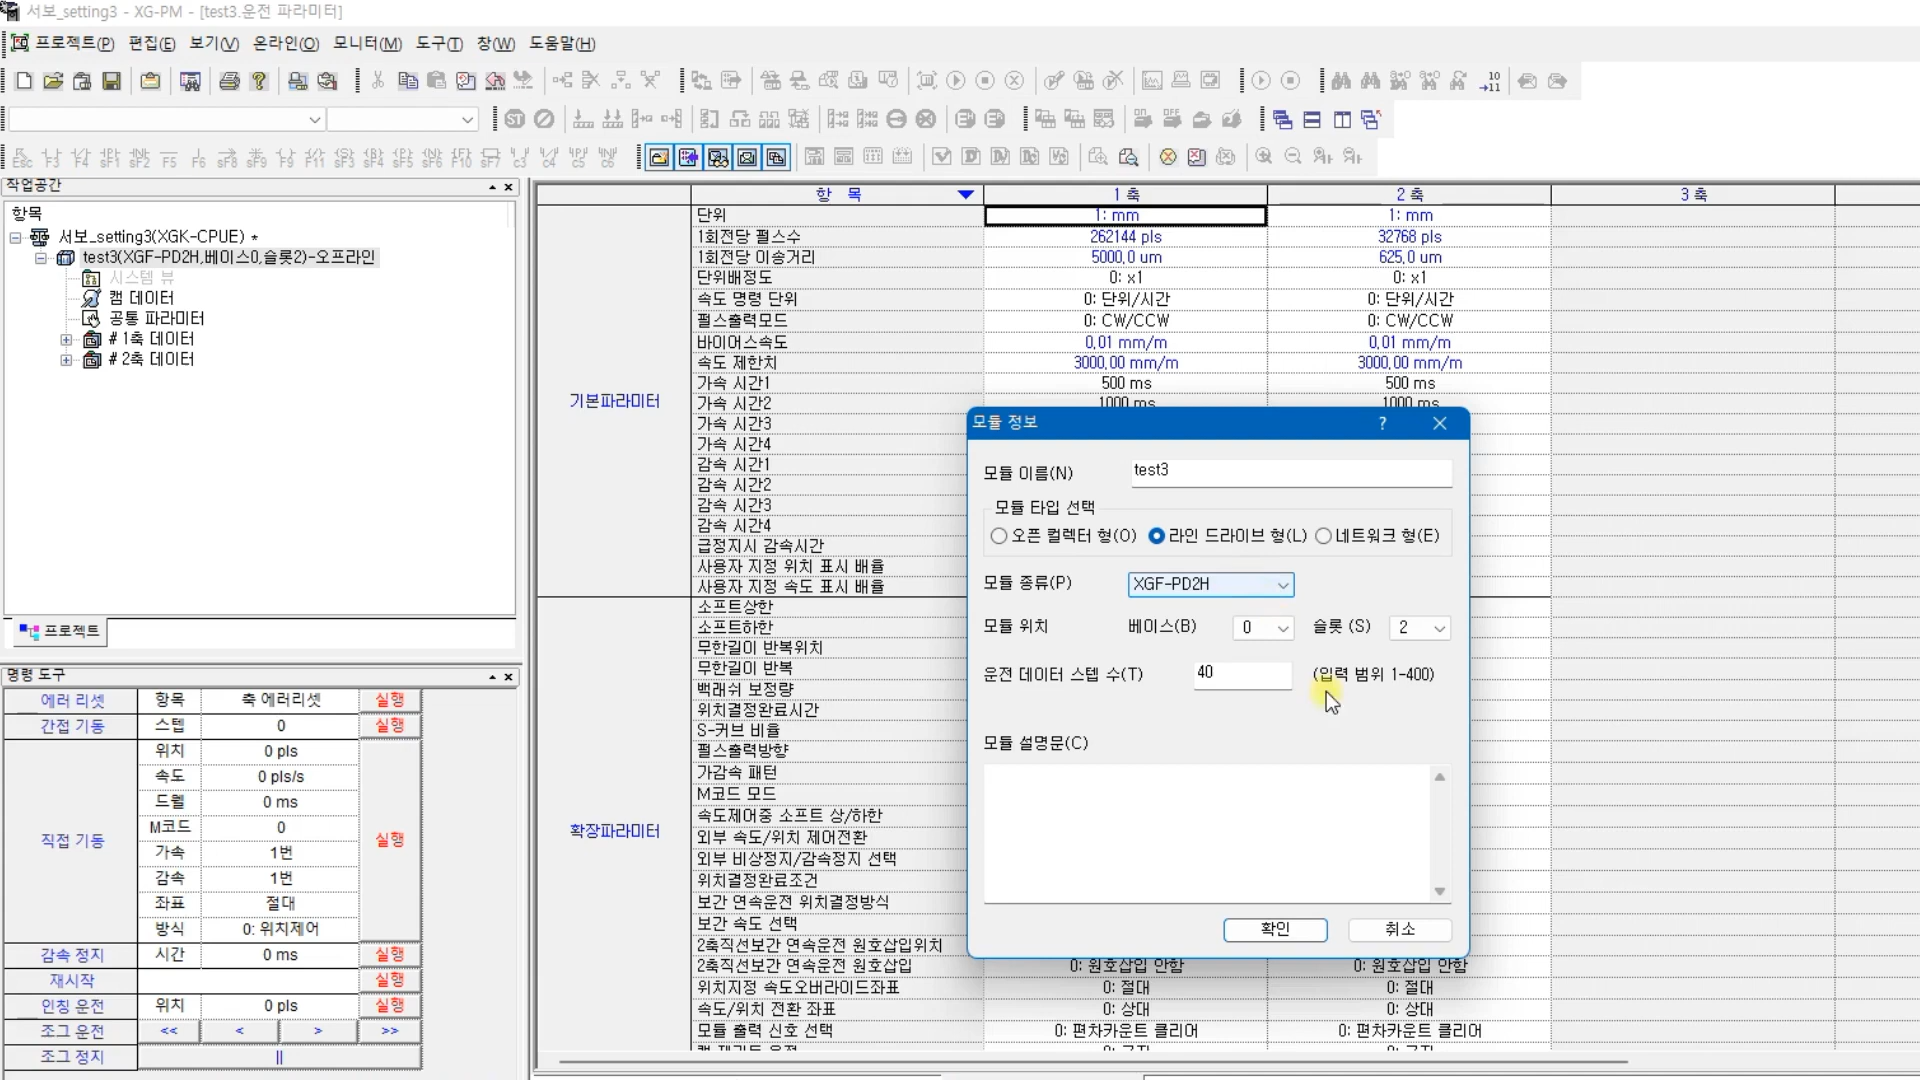 서보_setting3 - XG-PM - [test3.운전 파라미터]
프로젝트(P) 편집(E) 보기(V) 온라인(O) 모니터(M) 도구(T) 창(W) 도움말(H)
작업공간
항목
서보_setting3(XGK-CPUE) *
test3(XGF-PD2H,베이스0,슬롯2)-오프라인
시스템 뷰
캠 데이터
공통 파라미터
# 1축 데이터
# 2축 데이터
프로젝트
명령 도구
에러 리셋 항목 축 에러리셋 실행
간접 기동 스텝 0 실행
직접 기동 위치 0 pls 실행
속도 0 pls/s
드웰 0 ms
M코드 0
가속 1번
감속 1번
좌표 절대
방식 0: 위치제어
감속 정지 시간 0 ms 실행
재시작 실행
인칭 운전 위치 0 pls 실행
조그 운전 << < > >>
조그 정지 ||
항 목 1 축 2 축 3 축
기본파라미터
단위 1: mm 1: mm
1회전당 펄스수 262144 pls 32768 pls
1회전당 이송거리 5000.0 um 625.0 um
단위배정도 0: x1 0: x1
속도 명령 단위 0: 단위/시간 0: 단위/시간
펄스출력모드 0: CW/CCW 0: CW/CCW
바이어스속도 0.01 mm/m 0.01 mm/m
속도 제한치 3000.00 mm/m 3000.00 mm/m
가속 시간1 500 ms 500 ms
가속 시간2 1000 ms 1000 ms
가속 시간3
가속 시간4
감속 시간1
감속 시간2
감속 시간3
감속 시간4
급정지시 감속시간
사용자 지정 위치 표시 배율
사용자 지정 속도 표시 배율
확장파라미터
소프트상한
소프트하한
무한길이 반복위치
무한길이 반복
백래쉬 보정량
위치결정완료시간
S-커브 비율
펄스출력방향
가감속 패턴
M코드 모드
속도제어중 소프트 상/하한
외부 속도/위치 제어전환
외부 비상정지/감속정지 선택
위치결정완료조건
보간 연속운전 위치결정방식
보간 속도 선택
2축직선보간 연속운전 원호삽입위치
2축직선보간 연속운전 원호삽입 0: 원호삽입 안함 0: 원호삽입 안함
위치지정 속도오버라이드좌표 0: 절대 0: 절대
속도/위치 전환 좌표 0: 상대 0: 상대
모듈 출력 신호 선택 0: 편차카운트 클리어 0: 편차카운트 클리어
모듈 정보 ?
모듈 이름(N) test3
모듈 타입 선택
오픈 컬렉터 형(O) 라인 드라이브 형(L) 네트워크 형(E)
모듈 종류(P) XGF-PD2H
모듈 위치 베이스(B) 0 슬롯 (S) 2
운전 데이터 스텝 수(T) 40 (입력 범위 1-400)
모듈 설명문(C)
확인 취소